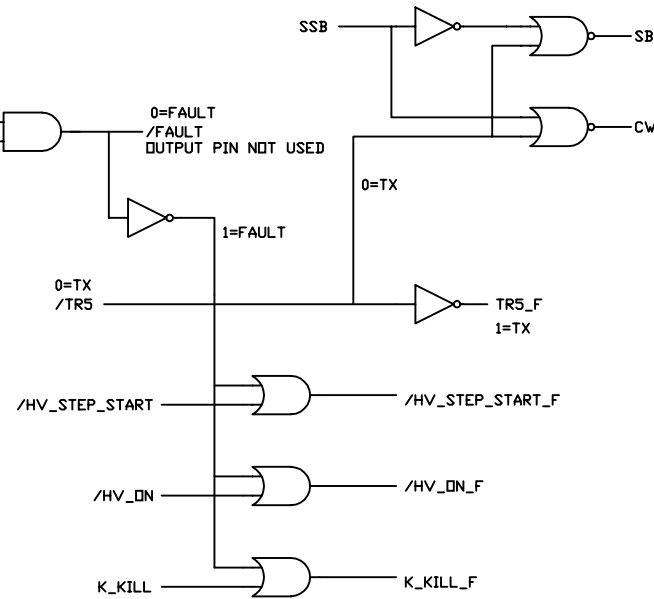 SSB
SB
0=FAULT
/FAULT
OUTPUT PIN NOT USED
CW
0=TX
1=FAULT
0=TX
/TR5
TR5_F
1=TX
/HV_STEP_START
/HV_STEP_START_F
/HV_ON
/HV_ON_F
K_KILL
K_KILL_F